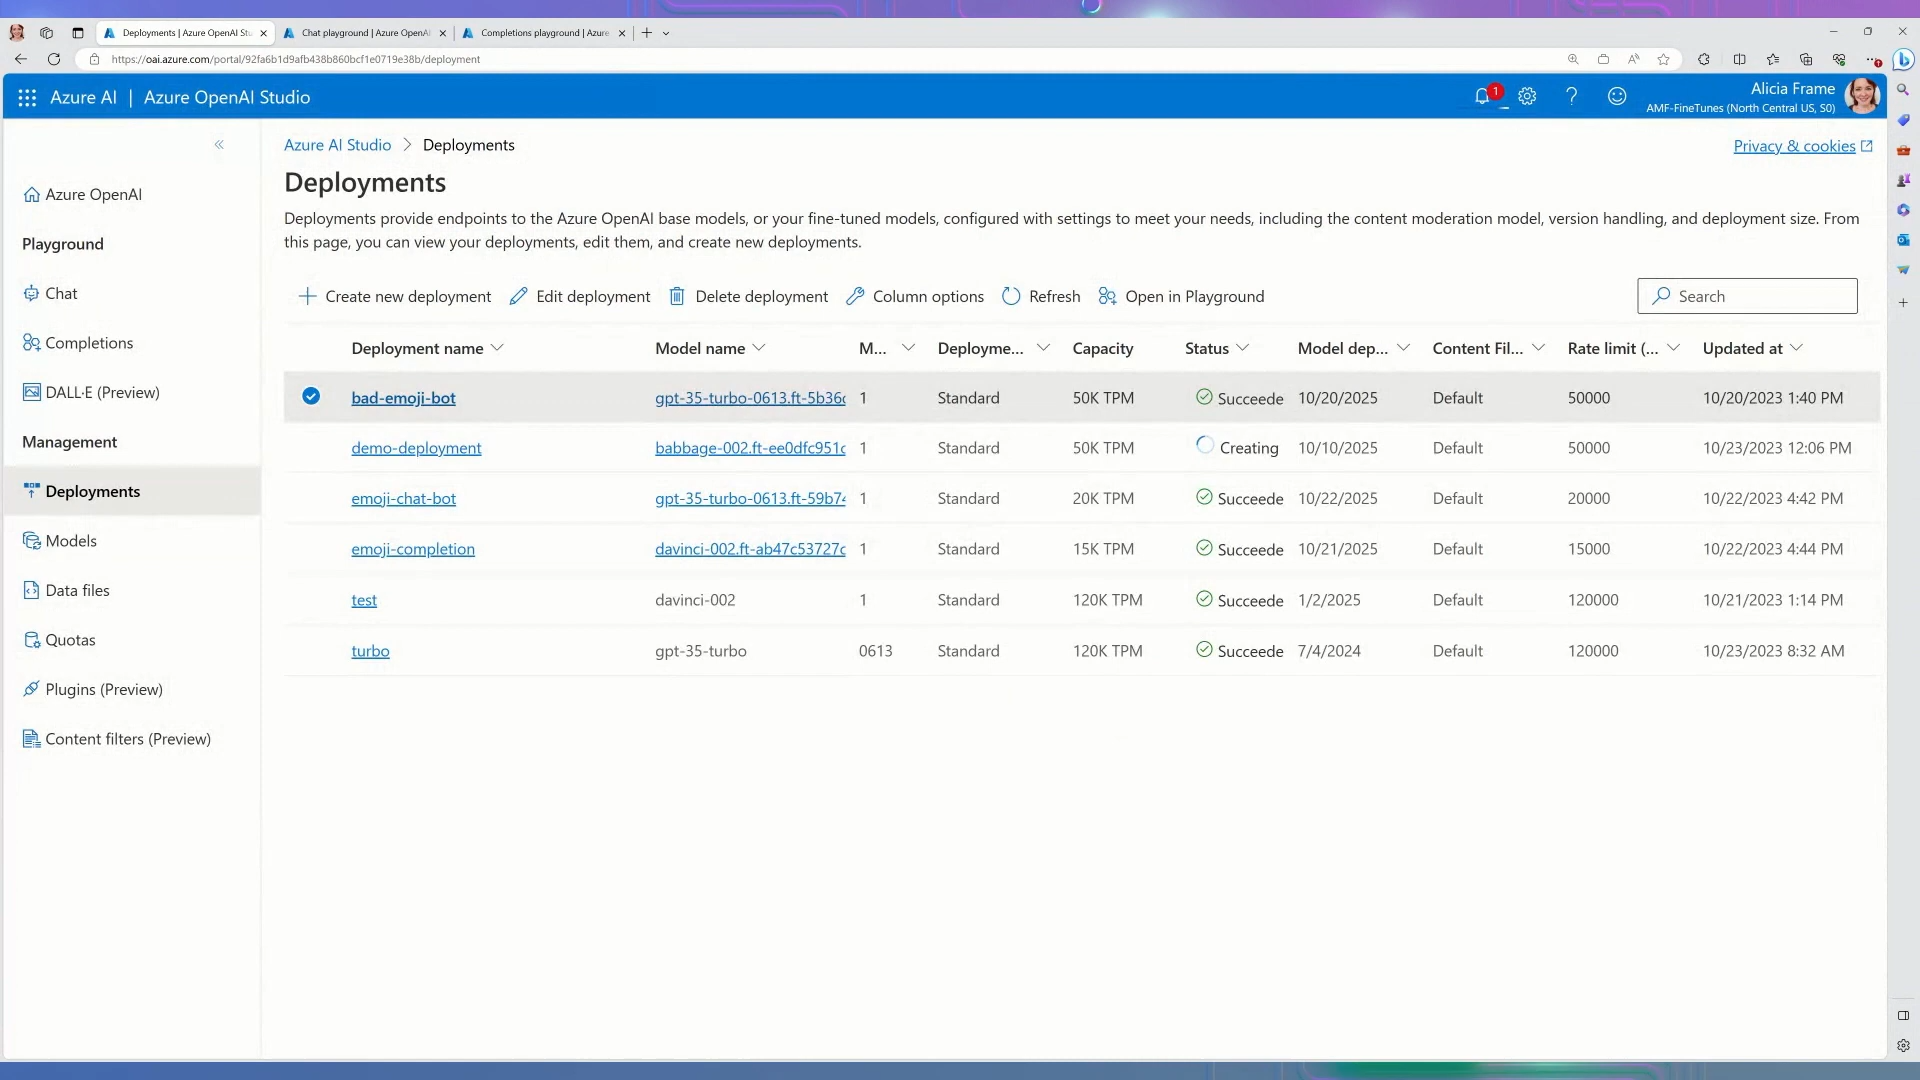 Deployments | Azure OpenAI Stu
Chat playground | Azure OpenAI
Completions playground | Azure
https://oai.azure.com/portal/92fa6b1d9afb438b860bcf1e0719e38b/deployment
Azure AI | Azure OpenAI Studio
1
Alicia Frame
AMF-FineTunes (North Central US, S0)
Azure AI Studio > Deployments
Privacy & cookies
Azure OpenAI
Playground
Chat
Completions
DALL·E (Preview)
Management
Deployments
Models
Data files
Quotas
Plugins (Preview)
Content filters (Preview)
Deployments
Deployments provide endpoints to the Azure OpenAI base models, or your fine-tuned models, configured with settings to meet your needs, including the content moderation model, version handling, and deployment size. From
this page, you can view your deployments, edit them, and create new deployments.
Create new deployment Edit deployment Delete deployment Column options Refresh Open in Playground Search
Deployment name Model name M... Deployme... Capacity Status Model dep... Content Fil... Rate limit (... Updated at
bad-emoji-bot gpt-35-turbo-0613.ft-5b36c 1 Standard 50K TPM Succeede 10/20/2025 Default 50000 10/20/2023 1:40 PM
demo-deployment babbage-002.ft-ee0dfc951c 1 Standard 50K TPM Creating 10/10/2025 Default 50000 10/23/2023 12:06 PM
emoji-chat-bot gpt-35-turbo-0613.ft-59b74 1 Standard 20K TPM Succeede 10/22/2025 Default 20000 10/22/2023 4:42 PM
emoji-completion davinci-002.ft-ab47c53727c 1 Standard 15K TPM Succeede 10/21/2025 Default 15000 10/22/2023 4:44 PM
test davinci-002 1 Standard 120K TPM Succeede 1/2/2025 Default 120000 10/21/2023 1:14 PM
turbo gpt-35-turbo 0613 Standard 120K TPM Succeede 7/4/2024 Default 120000 10/23/2023 8:32 AM